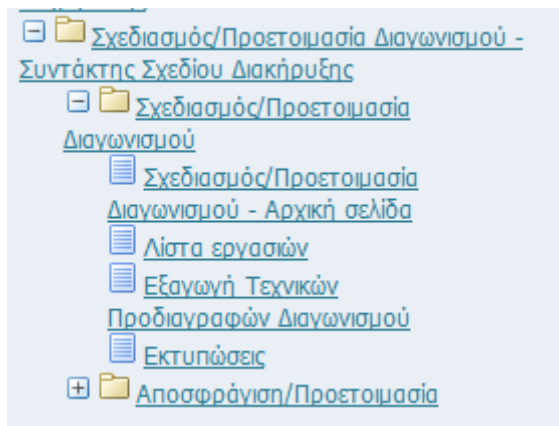 Σχεδιασμός/Προετοιμασία Διαγωνισμού -
Συντάκτης Σχεδίου Διακήρυξης
Σχεδιασμός/Προετοιμασία
Διαγωνισμού
Σχεδιασμός/Προετοιμασία
Διαγωνισμού - Αρχική σελίδα
Λίστα εργασιών
Εξαγωγή Τεχνικών
Προδιαγραφών Διαγωνισμού
Εκτυπώσεις
Αποσφράγιση/Προετοιμασία